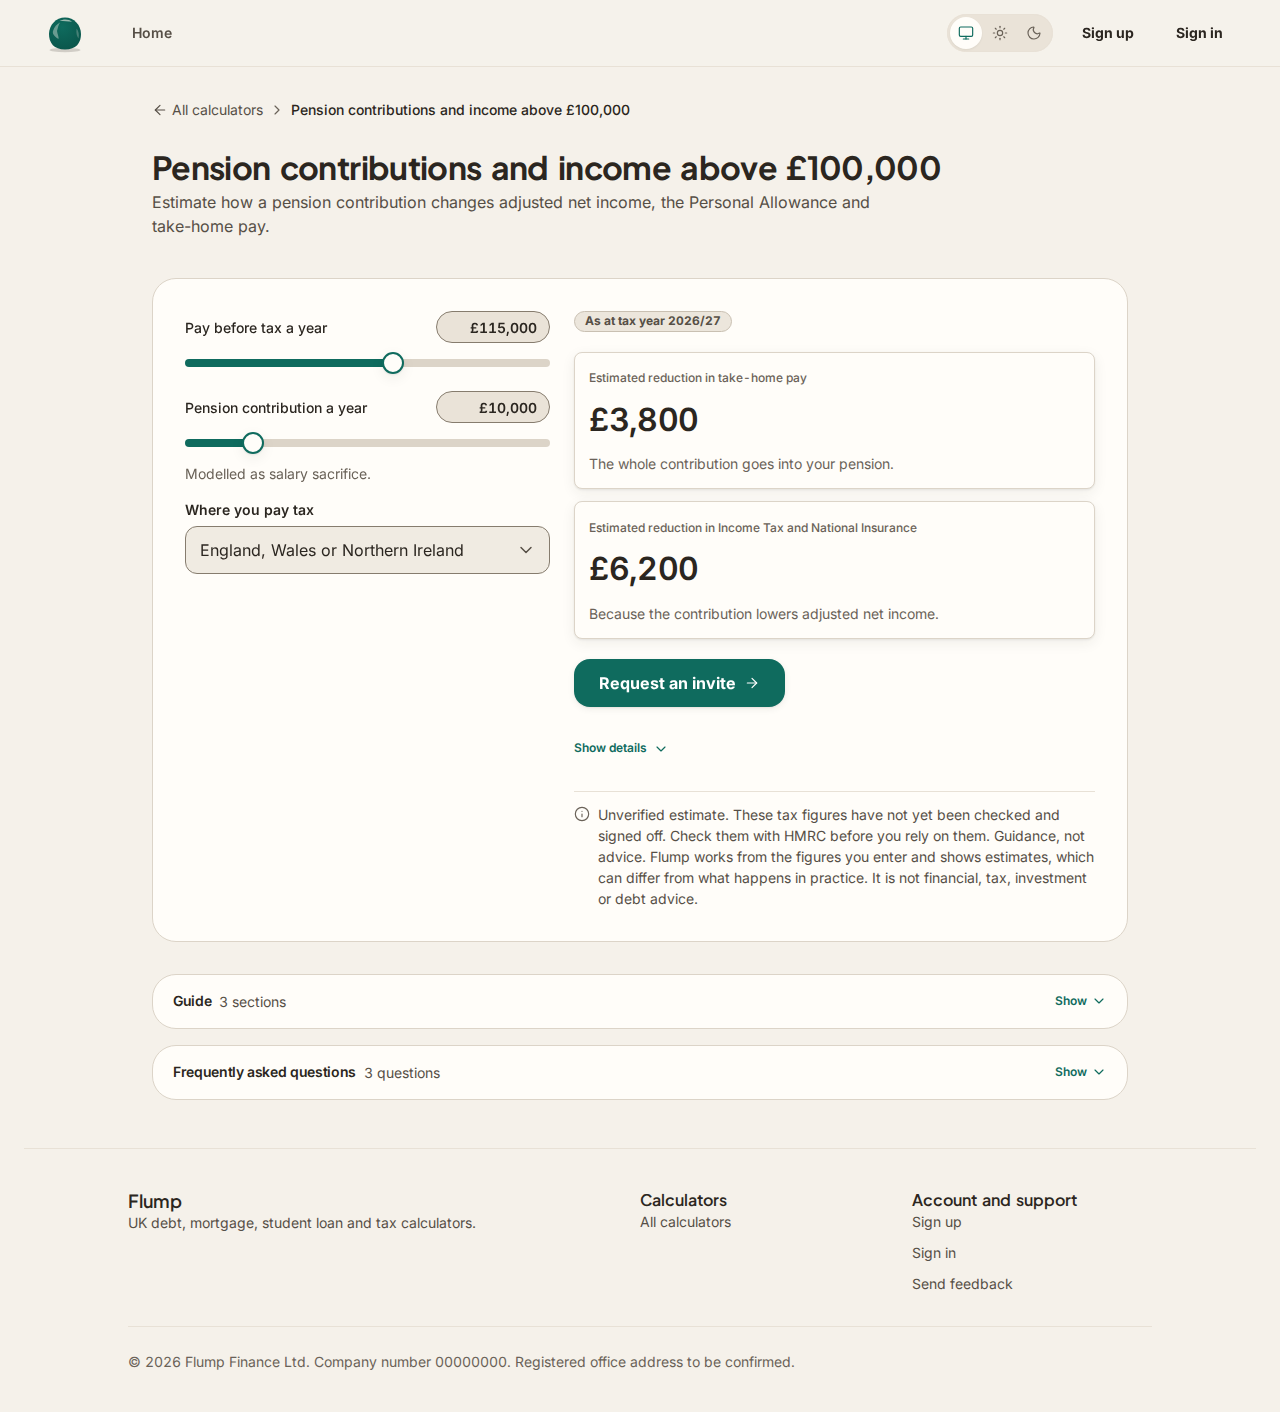 Home
Sign up
Sign in
All calculators
Pension contributions and income above £100,000
Pension contributions and income above £100,000
Estimate how a pension contribution changes adjusted net income, the Personal Allowance and
take-home pay.
Pay before tax a year
£115,000
Pension contribution a year
£10,000
Modelled as salary sacrifice.
Where you pay tax
England, Wales or Northern Ireland
As at tax year 2026/27
Estimated reduction in take-home pay
£3,800
The whole contribution goes into your pension.
Estimated reduction in Income Tax and National Insurance
£6,200
Because the contribution lowers adjusted net income.
Request an invite
Show details
Unverified estimate. These tax figures have not yet been checked and
signed off. Check them with HMRC before you rely on them. Guidance, not
advice. Flump works from the figures you enter and shows estimates, which
can differ from what happens in practice. It is not financial, tax, investment
or debt advice.
Guide 3 sections
Show
Frequently asked questions 3 questions
Show
Flump
UK debt, mortgage, student loan and tax calculators.
Calculators
All calculators
Account and support
Sign up
Sign in
Send feedback
© 2026 Flump Finance Ltd. Company number 00000000. Registered office address to be confirmed.